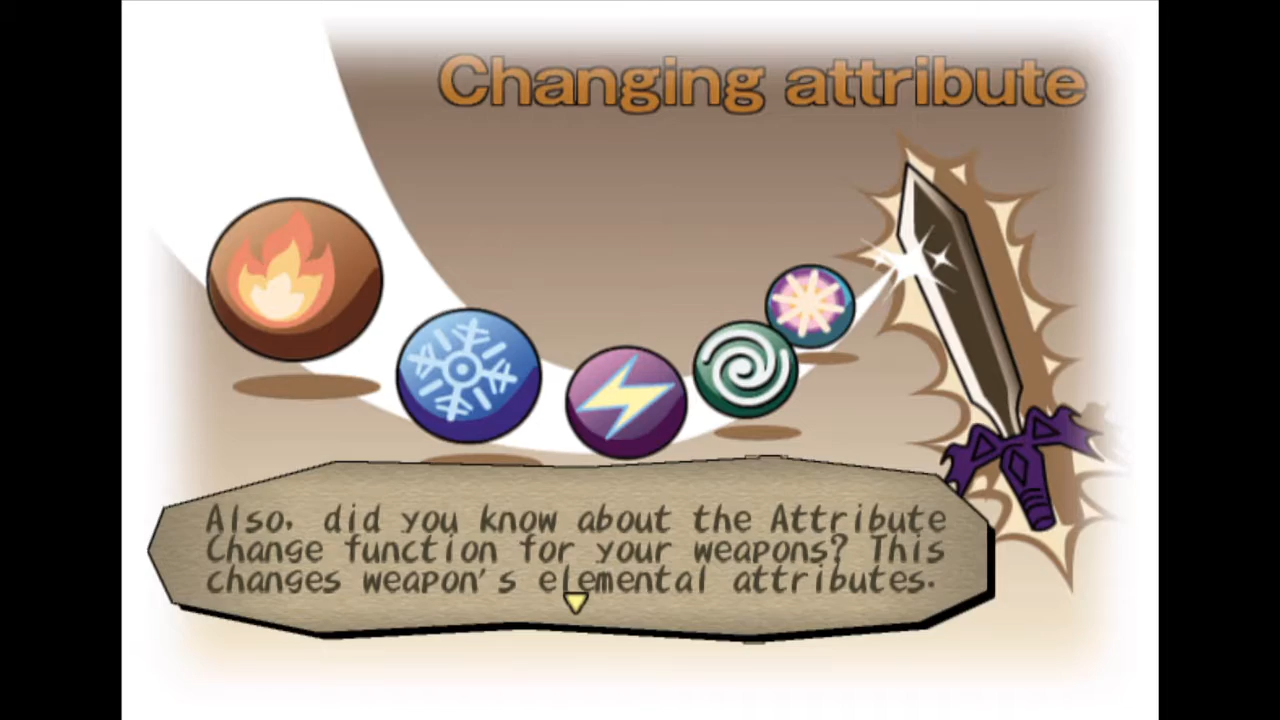 Changing attribute
Also, did you know about the Attribute
Change function for your weapons? This
changes weapon's elemental attributes.